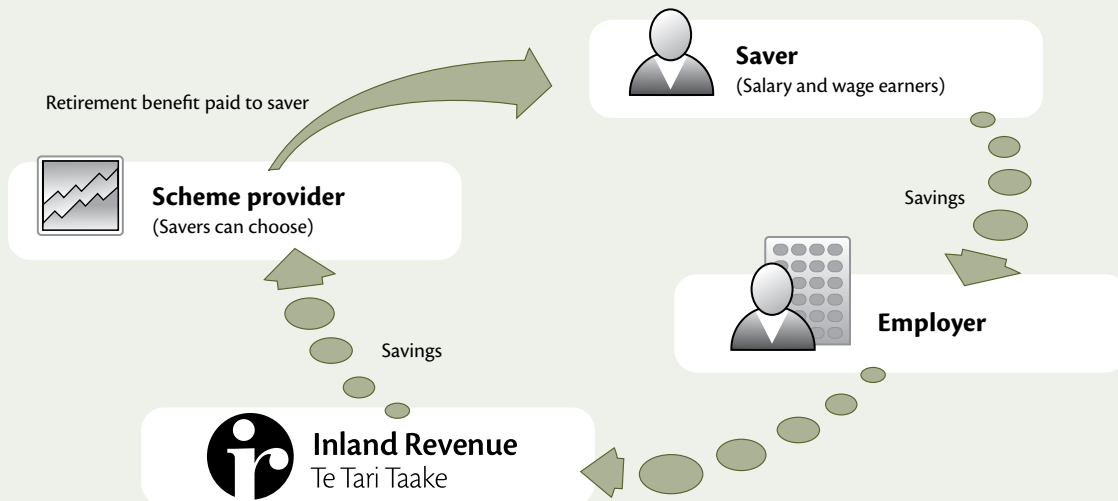 Saver
(Salary and wage earners)
Retirement benefit paid to saver
Scheme provider
(Savers can choose)
Savings
Employer
Savings
ir
Inland Revenue
Te Tari Taake